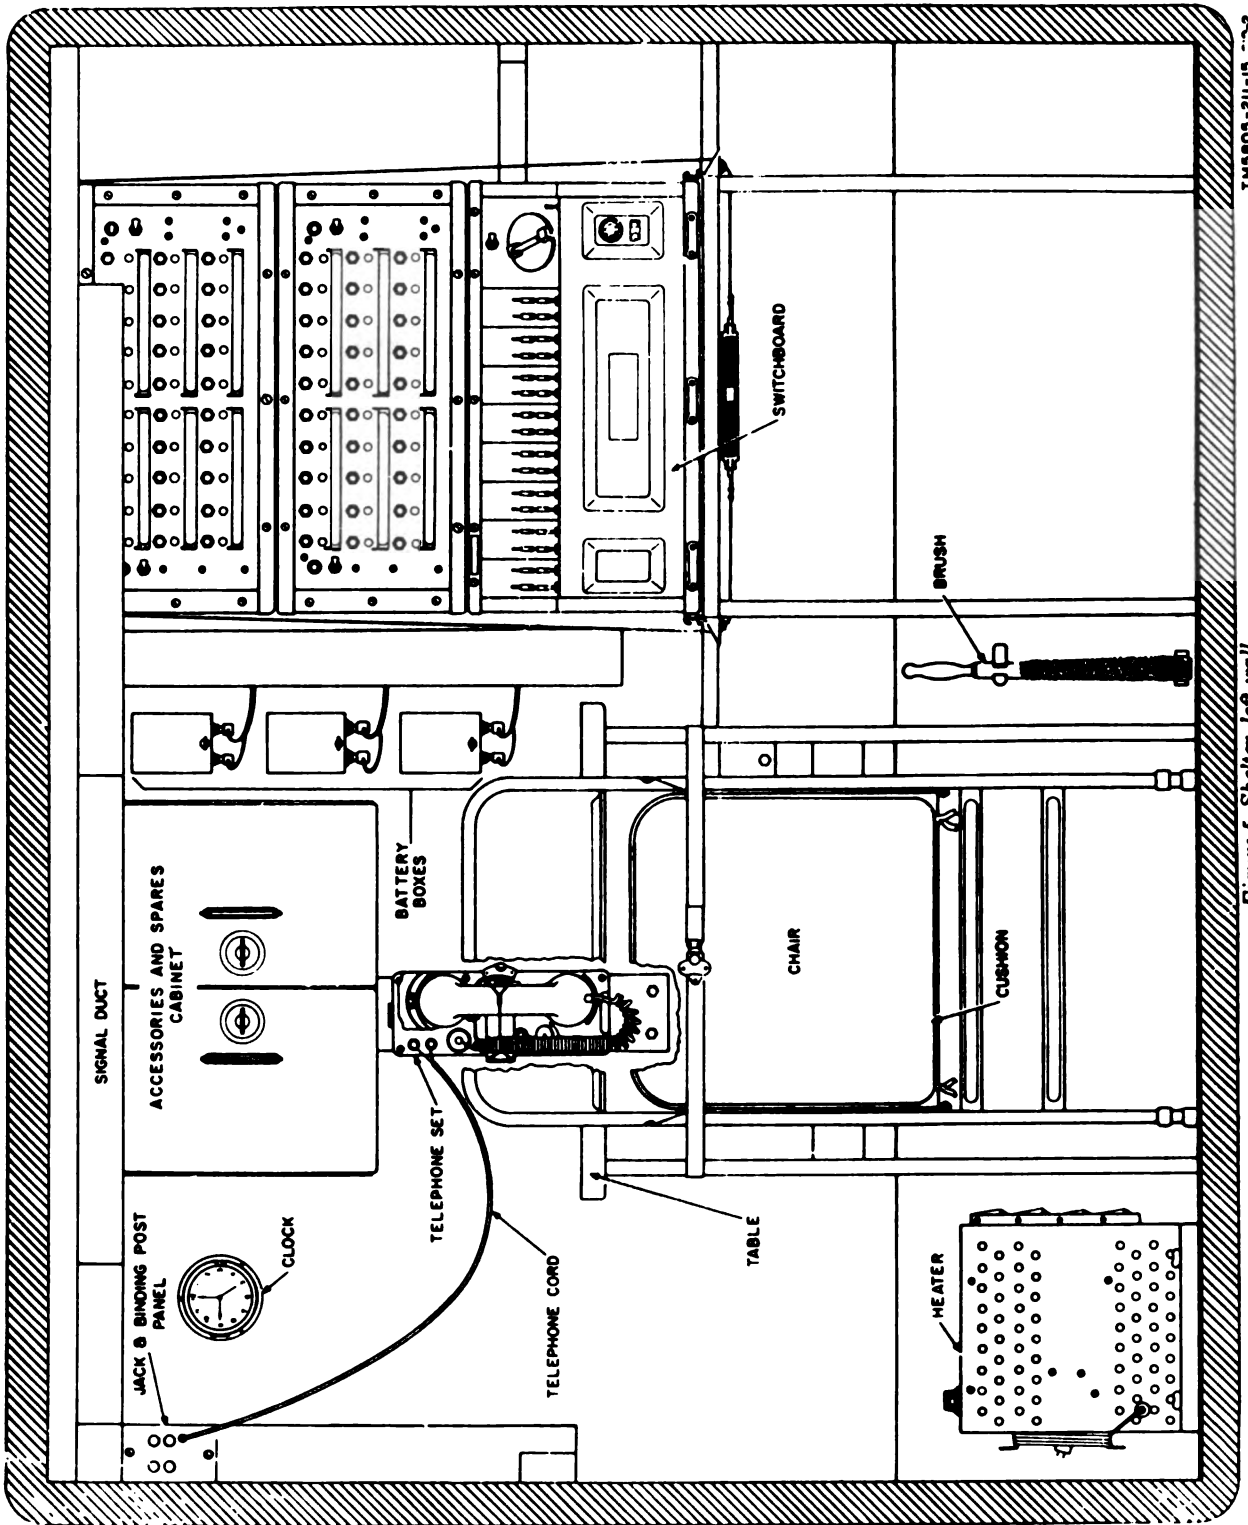 SIGNAL DUCT
JACK & BINDING POST
PANEL
CLOCK
ACCESSORIES AND SPARES
CABINET
TELEPHONE SET
TELEPHONE CORD
BATTERY
BOXES
TABLE
HEATER
CHAIR
CUSHION
BRUSH
SWITCHBOARD